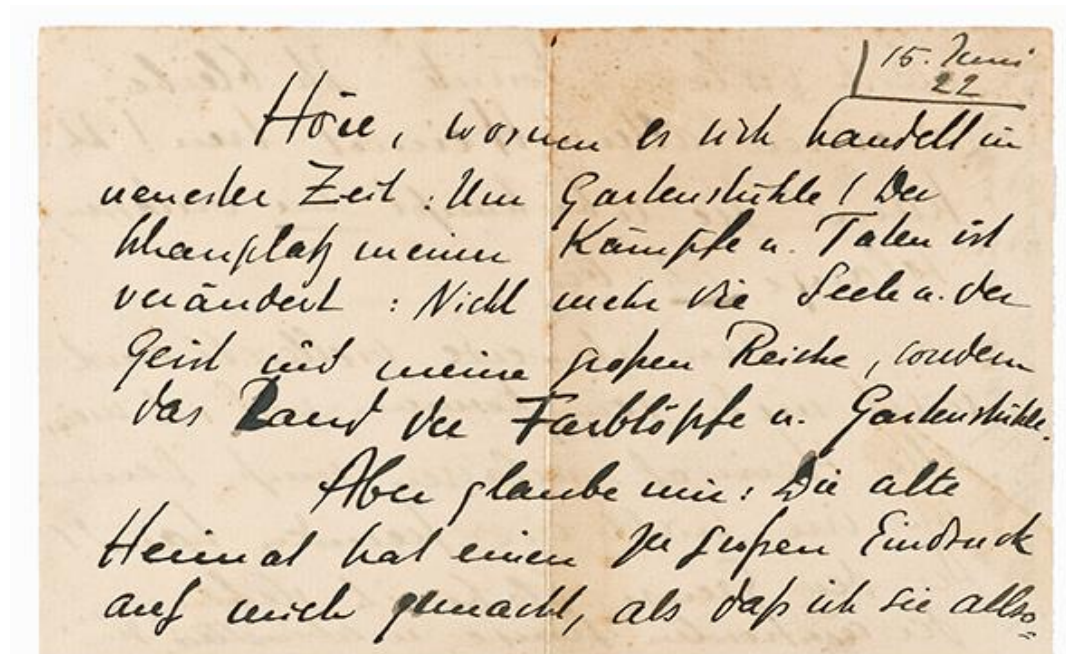 15. Juni
22
Höre, worum es sich handelt in
neuester Zeit: Um Gartenstühle! Der
Schauplatz meiner Kämpfe u. Taten ist
verändert: Nicht mehr die Seele u. der
Geist sind meine großen Reiche, sondern
das Land der Farbtöpfe u. Gartenstühle.
Aber glaube mir: Die alte
Heimat hat einen zu großen Eindruck
auf mich gemacht, als daß ich sie allso=